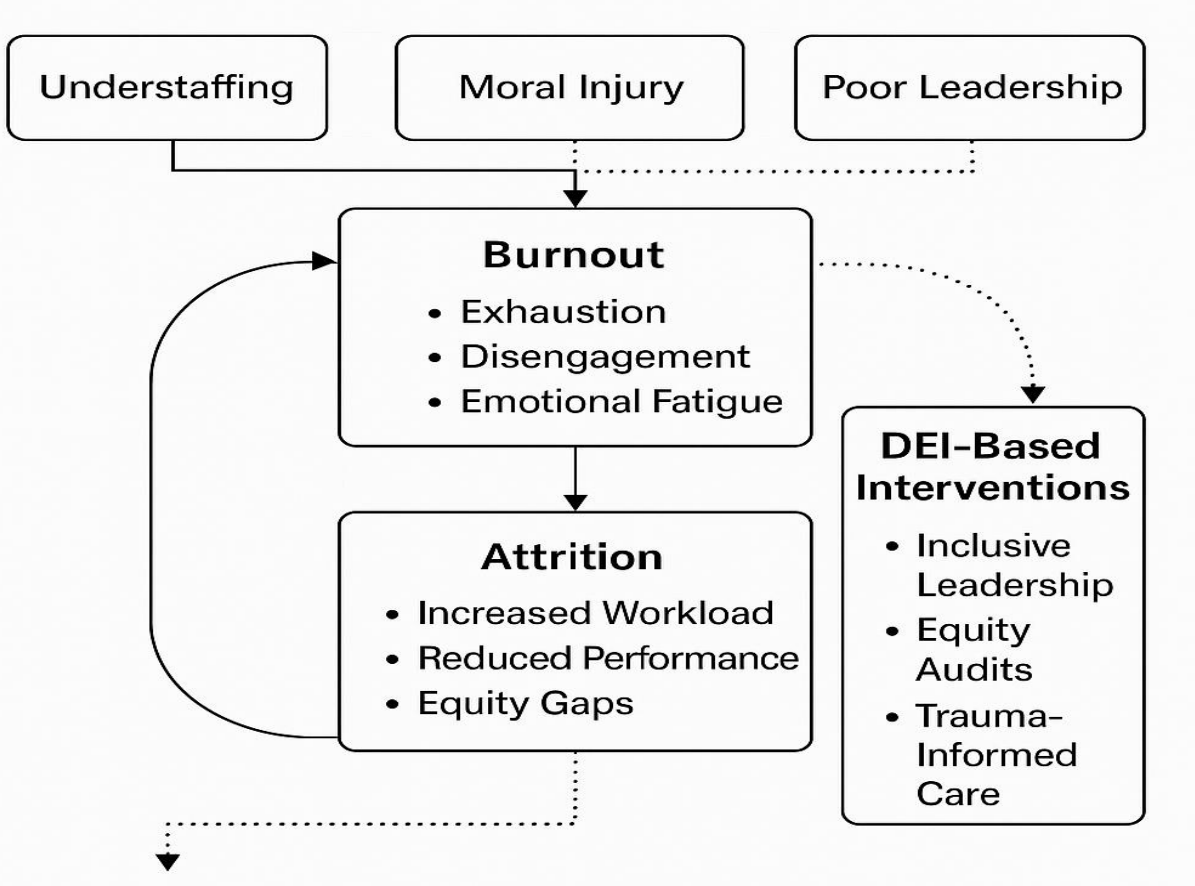 Understaffing
Moral Injury
Poor Leadership
Burnout
• Exhaustion
• Disengagement
• Emotional Fatigue
Attrition
• Increased Workload
• Reduced Performance
• Equity Gaps
DEI-Based
Interventions
• Inclusive
Leadership
• Equity
Audits
• Trauma-
Informed
Care